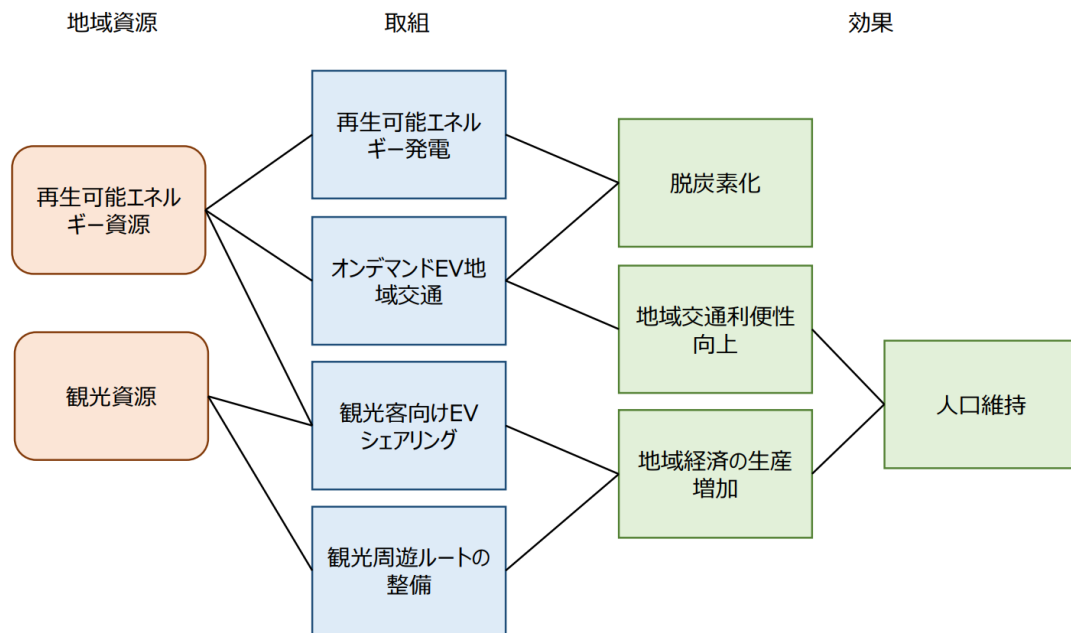 地域資源
取組
効果
再生可能エネル
ギー資源
観光資源
再生可能エネル
ギー発電
オンデマンドEV地
域交通
観光客向けEV
シェアリング
観光周遊ルートの
整備
脱炭素化
地域交通利便性
向上
地域経済の生産
増加
人口維持